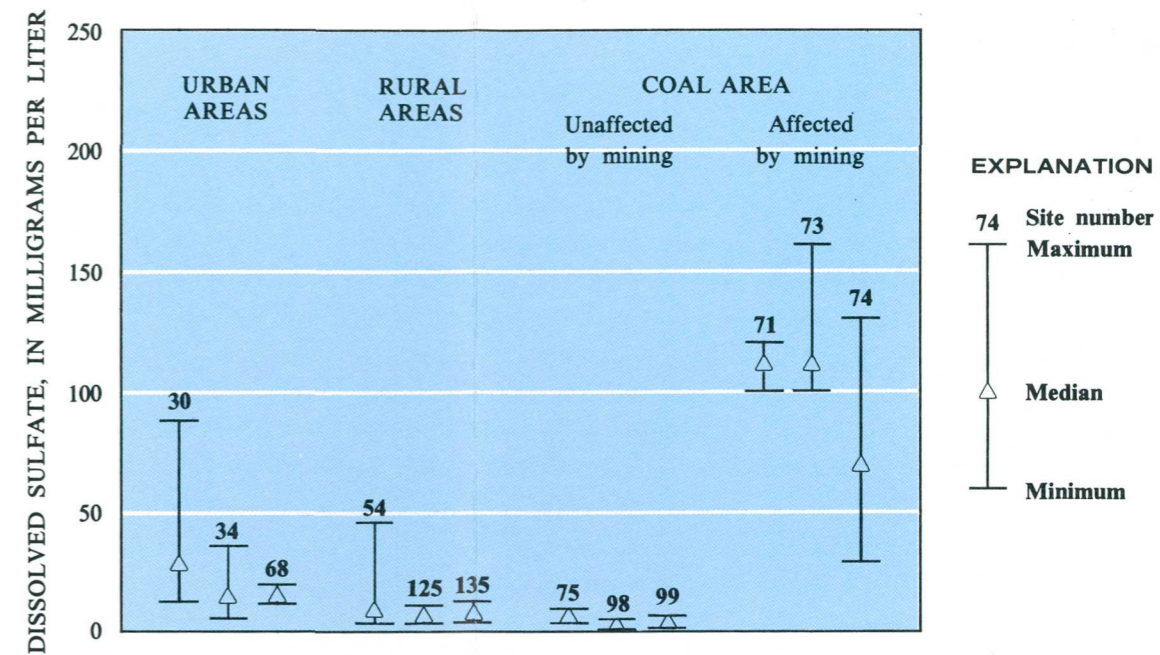 DISSOLVED SULFATE, IN MILLIGRAMS PER LITER
250
200
150
100
50
0
URBAN
AREAS
RURAL
AREAS
COAL AREA
Unaffected
by mining
Affected
by mining
30
34
68
54
125
135
75
98
99
71
73
74
EXPLANATION
74 Site number
Maximum
Median
Minimum